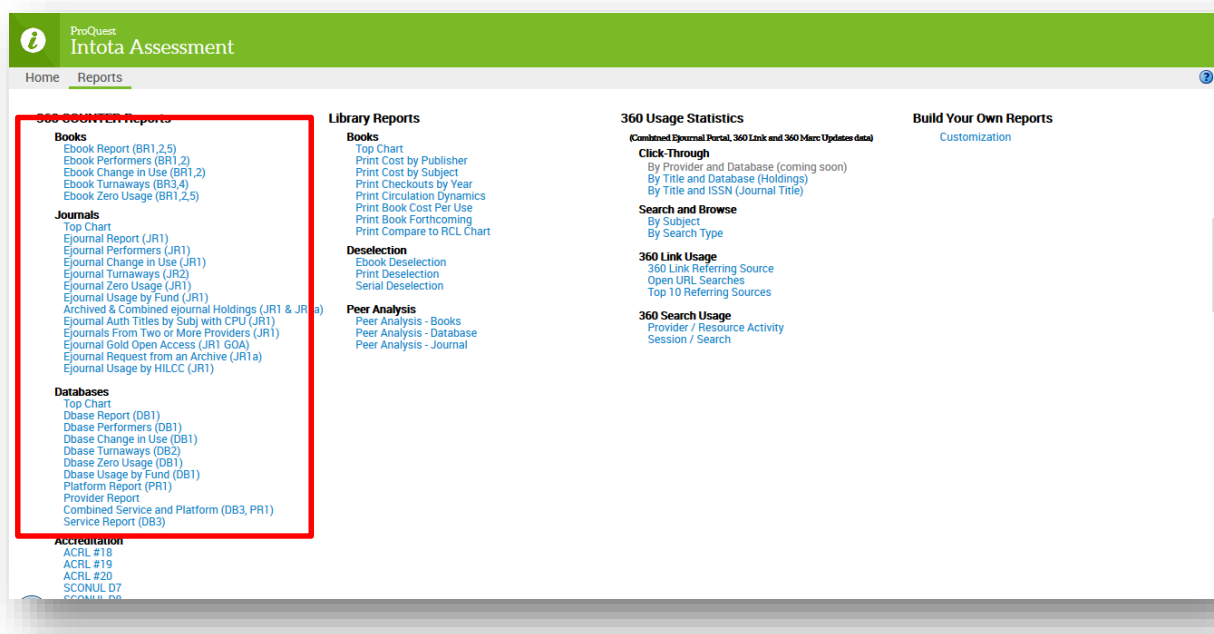 ProQuest
Intota Assessment
Home Reports
360 COUNTER Reports
Books
Ebook Report (BR1,2,5)
Ebook Performers (BR1,2)
Ebook Change in Use (BR1,2)
Ebook Turnaways (BR3,4)
Ebook Zero Usage (BR1,2,5)
Journals
Top Chart
Ejournal Report (JR1)
Ejournal Performers (JR1)
Ejournal Change in Use (JR1)
Ejournal Turnaways (JR2)
Ejournal Zero Usage (JR1)
Ejournal Usage by Fund (JR1)
Archived & Combined ejournal Holdings (JR1 & JR1a)
Ejournal Auth Titles by Subj with CPU (JR1)
Ejournals From Two or More Providers (JR1)
Ejournal Gold Open Access (JR1 GOA)
Ejournal Request from an Archive (JR1a)
Ejournal Usage by HILCC (JR1)
Databases
Top Chart
Dbase Report (DB1)
Dbase Performers (DB1)
Dbase Change in Use (DB1)
Dbase Turnaways (DB2)
Dbase Zero Usage (DB1)
Dbase Usage by Fund (DB1)
Platform Report (PR1)
Provider Report
Combined Service and Platform (DB3, PR1)
Service Report (DB3)
Accreditation
ACRL #18
ACRL #19
ACRL #20
SCONUL D7
SCONUL D8
Library Reports
Books
Top Chart
Print Cost by Publisher
Print Cost by Subject
Print Checkouts by Year
Print Circulation Dynamics
Print Book Cost Per Use
Print Book Forthcoming
Print Compare to RCL Chart
Deselection
Ebook Deselection
Print Deselection
Serial Deselection
Peer Analysis
Peer Analysis - Books
Peer Analysis - Database
Peer Analysis - Journal
360 Usage Statistics
(Combined Ejournal Portal, 360 Link and 360 Marc Updates data)
Click-Through
By Provider and Database (coming soon)
By Title and Database (Holdings)
By Title and ISSN (Journal Title)
Search and Browse
By Subject
By Search Type
360 Link Usage
360 Link Referring Source
Open URL Searches
Top 10 Referring Sources
360 Search Usage
Provider / Resource Activity
Session / Search
Build Your Own Reports
Customization